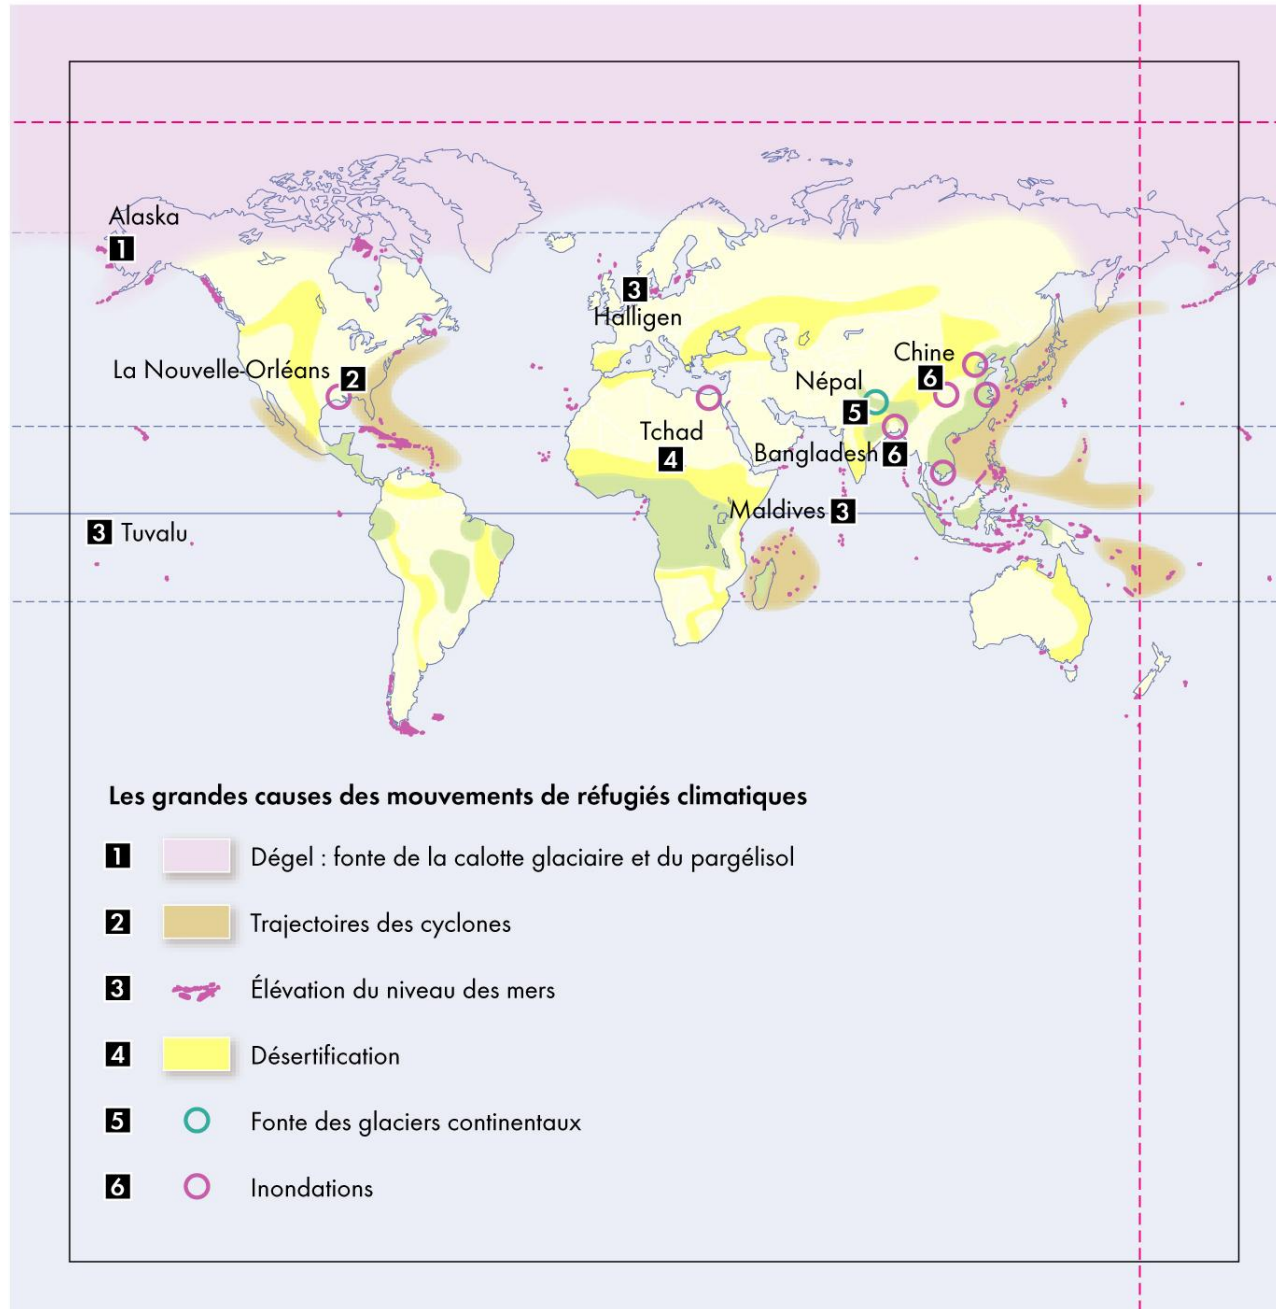 Alaska
1
3
Halligen
La Nouvelle-Orléans
2
Chine
6
Népal
5
Tchad
4
Bangladesh
6
Maldives
3
3
Tuvalu
Les grandes causes des mouvements de réfugiés climatiques
1 Dégel : fonte de la calotte glaciaire et du pargélisol
2 Trajectoires des cyclones
3 Élévation du niveau des mers
4 Désertification
5 Fonte des glaciers continentaux
6 Inondations